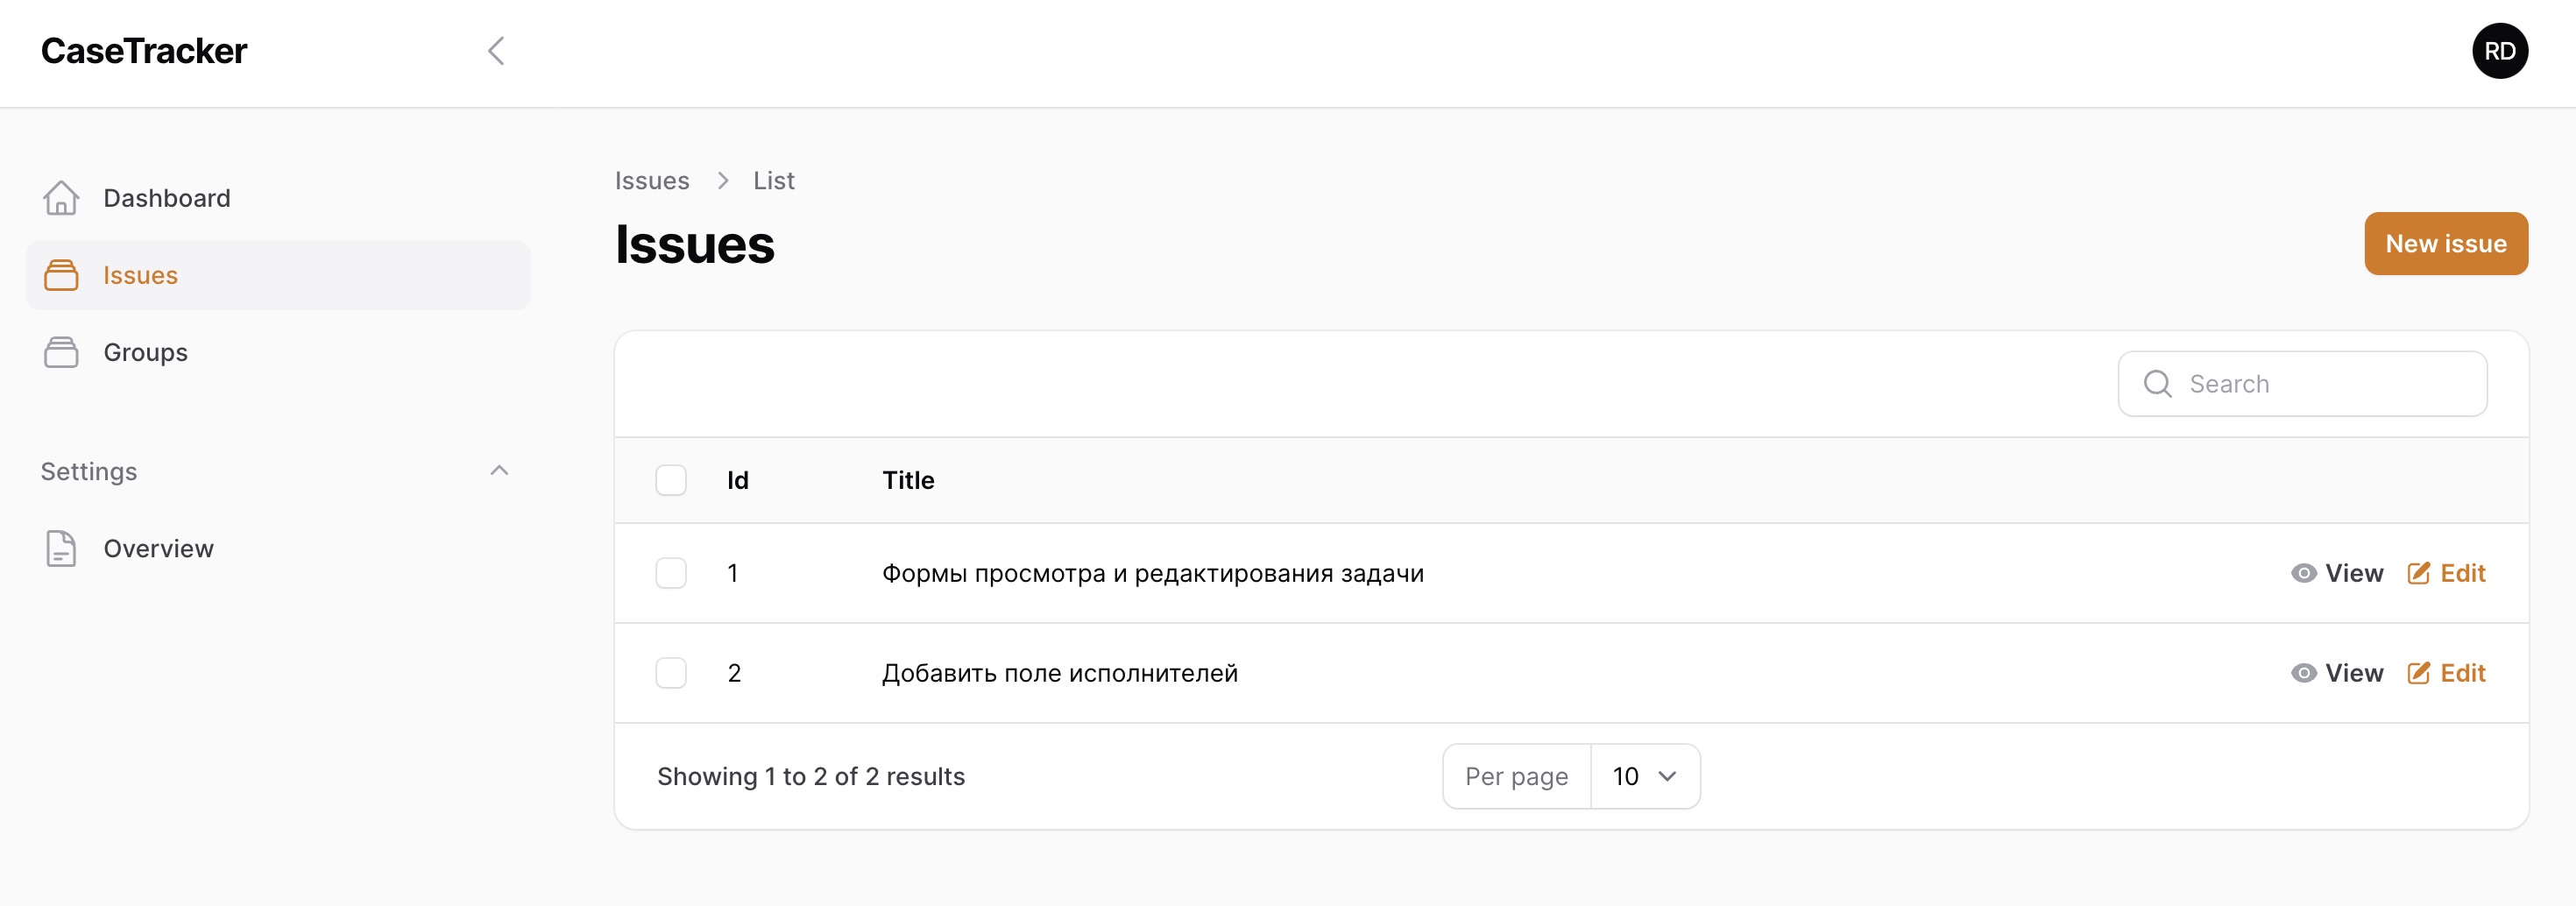 CaseTracker
RD
Dashboard
Issues
Groups
Settings
Overview
Issues > List
Issues
New issue
Search
Id Title
1 Формы просмотра и редактирования задачи View Edit
2 Добавить поле исполнителей View Edit
Showing 1 to 2 of 2 results Per page 10